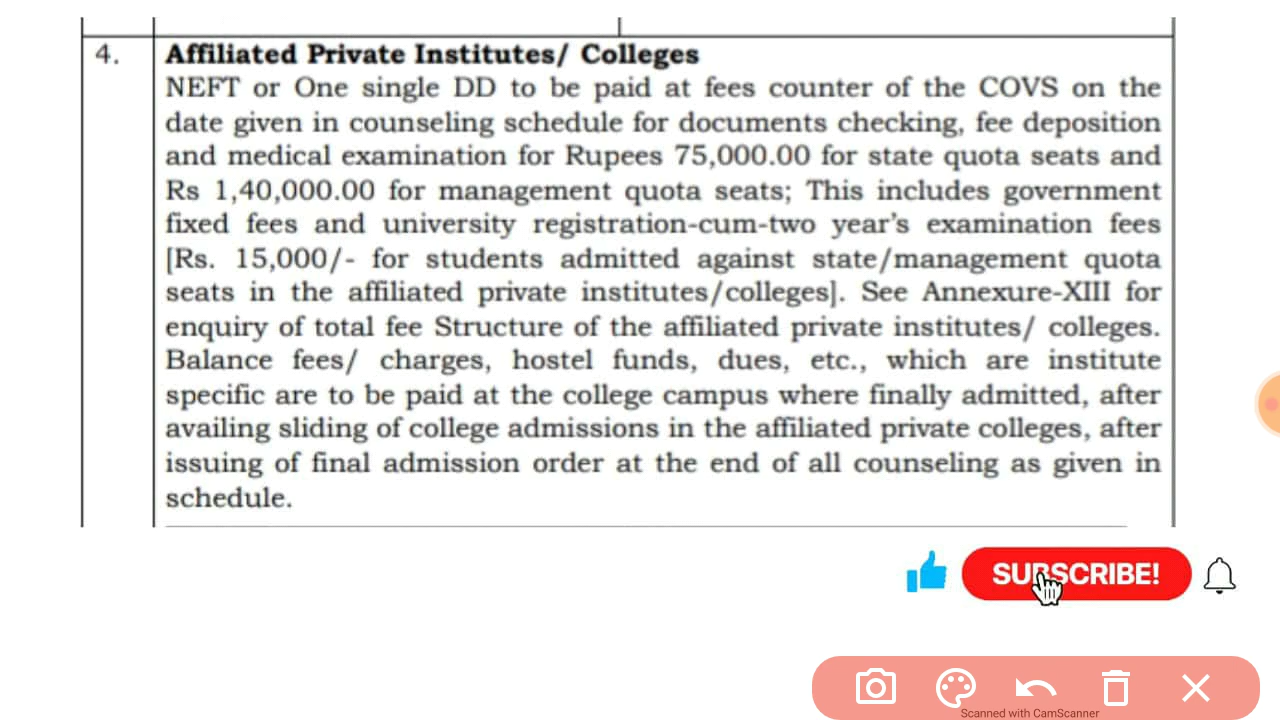 4.
Affiliated Private Institutes/ Colleges
NEFT or One single DD to be paid at fees counter of the COVS on the
date given in counseling schedule for documents checking, fee deposition
and medical examination for Rupees 75,000.00 for state quota seats and
Rs 1,40,000.00 for management quota seats; This includes government
fixed fees and university registration-cum-two year’s examination fees
[Rs. 15,000/- for students admitted against state/management quota
seats in the affiliated private institutes/colleges]. See Annexure-XIII for
enquiry of total fee Structure of the affiliated private institutes/ colleges.
Balance fees/ charges, hostel funds, dues, etc., which are institute
specific are to be paid at the college campus where finally admitted, after
availing sliding of college admissions in the affiliated private colleges, after
issuing of final admission order at the end of all counseling as given in
schedule.
SUBSCRIBE!
Scanned with CamScanner